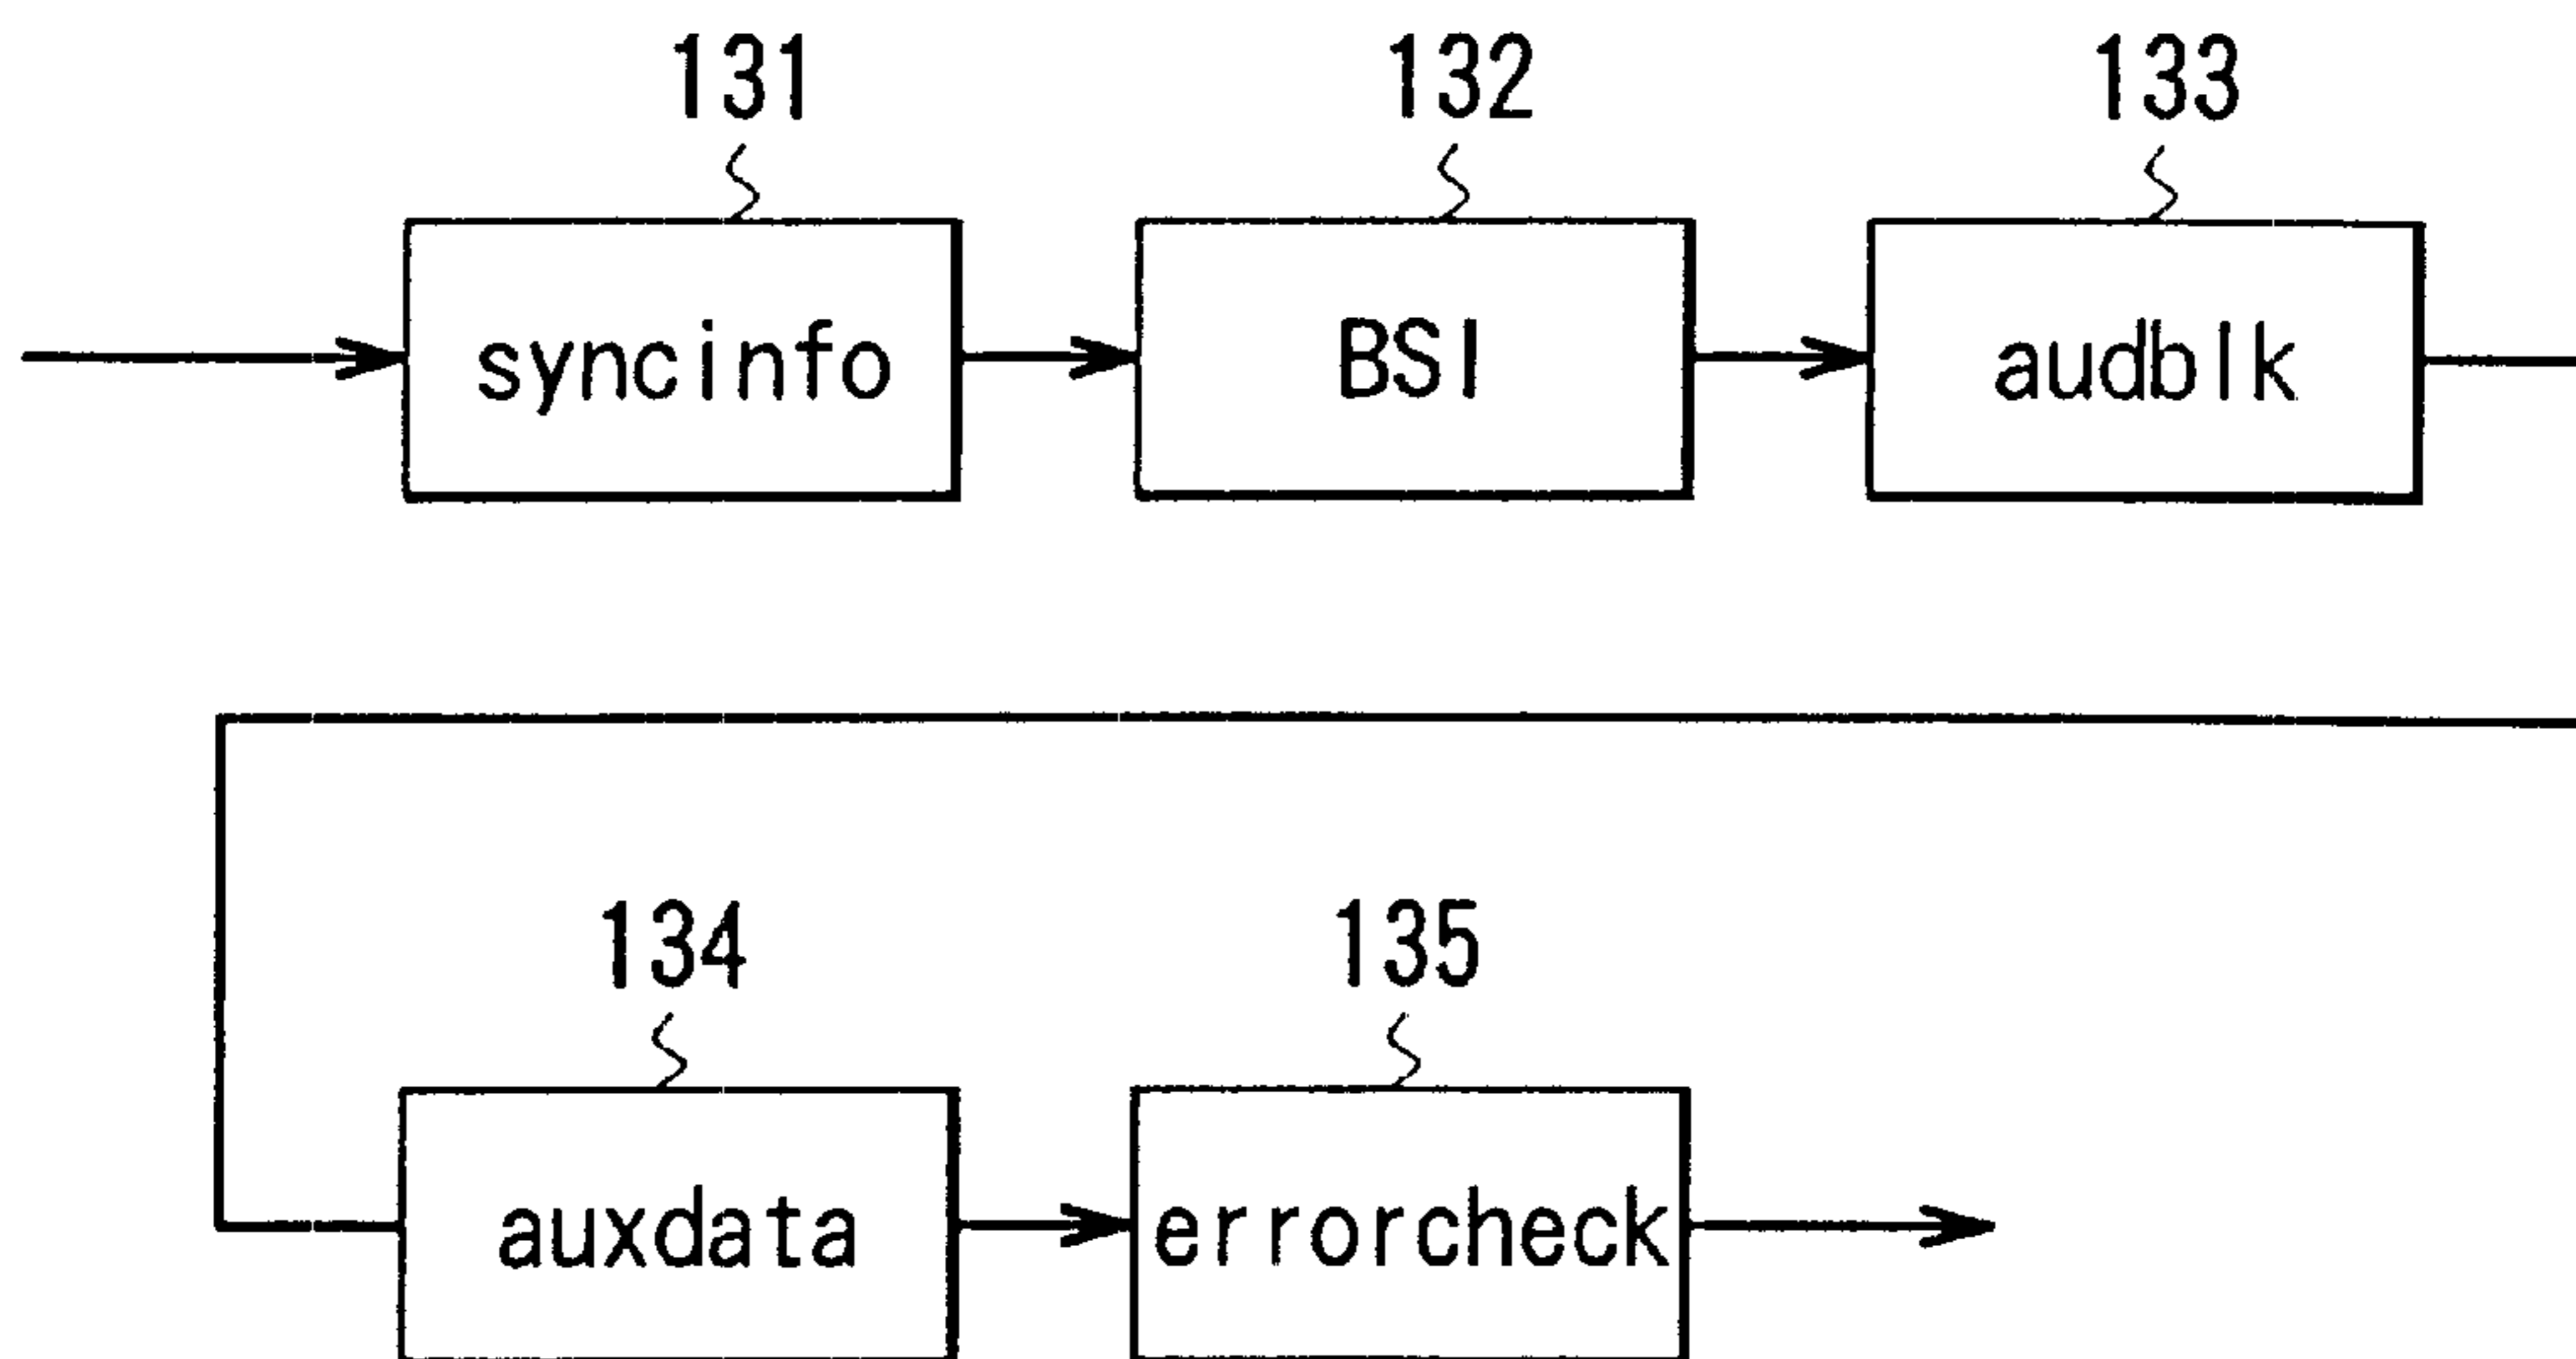 131 132 133
syncinfo BSI audblk
134 135
auxdata errorcheck